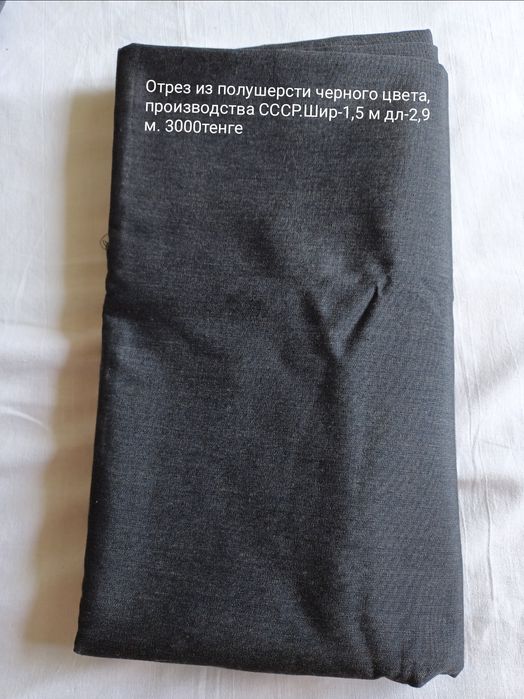 Отрез из полушерсти черного цвета,
производства СССР.Шир-1,5 м дл-2,9
м. 3000тенге